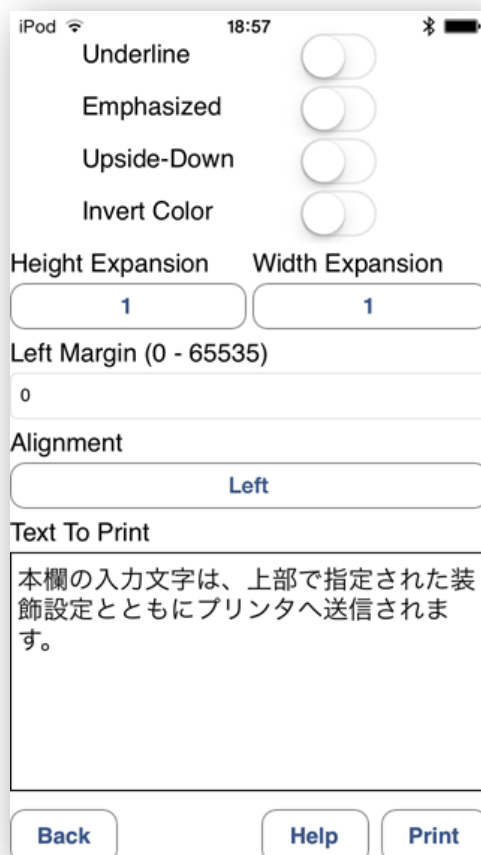 iPod 18:57
Underline
Emphasized
Upside-Down
Invert Color
Height Expansion Width Expansion
1 1
Left Margin (0 - 65535)
0
Alignment
Left
Text To Print
本欄の入力文字は、上部で指定された装
飾設定とともにプリンタへ送信されま
す。
Back Help Print